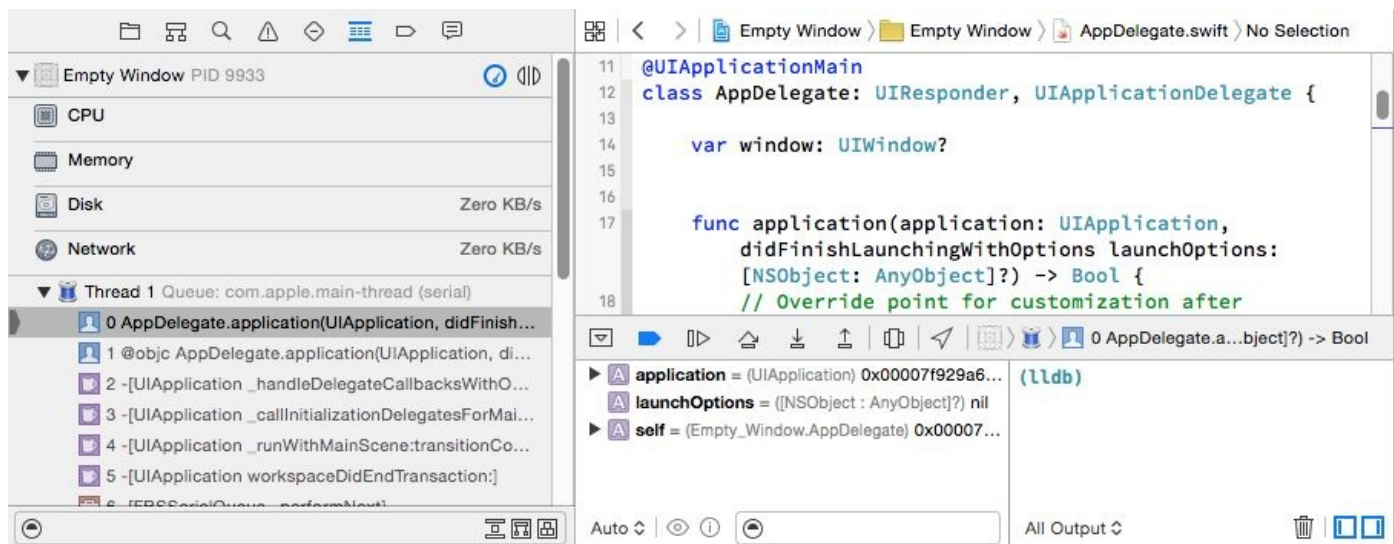 Empty Window PID 9933
CPU
Memory
Disk Zero KB/s
Network Zero KB/s
Thread 1 Queue: com.apple.main-thread (serial)
0 AppDelegate.application(UIApplication, didFinish...
1 @objc AppDelegate.application(UIApplication, di...
2 -[UIApplication _handleDelegateCallbacksWithO...
3 -[UIApplication _callInitializationDelegatesForMai...
4 -[UIApplication _runWithMainScene:transitionCo...
5 -[UIApplication workspaceDidEndTransaction:]
Empty Window 〉 Empty Window 〉 AppDelegate.swift 〉 No Selection
11 @UIApplicationMain
12 class AppDelegate: UIResponder, UIApplicationDelegate {
13
14 var window: UIWindow?
15
16
17 func application(application: UIApplication,
didFinishLaunchingWithOptions launchOptions:
[NSObject: AnyObject]?) -> Bool {
18 // Override point for customization after
0 AppDelegate.a...bject]?) -> Bool
A application = (UIApplication) 0x00007f929a6...
A launchOptions = ([NSObject : AnyObject]?) nil
A self = (Empty_Window.AppDelegate) 0x00007...
(lldb)
Auto
All Output